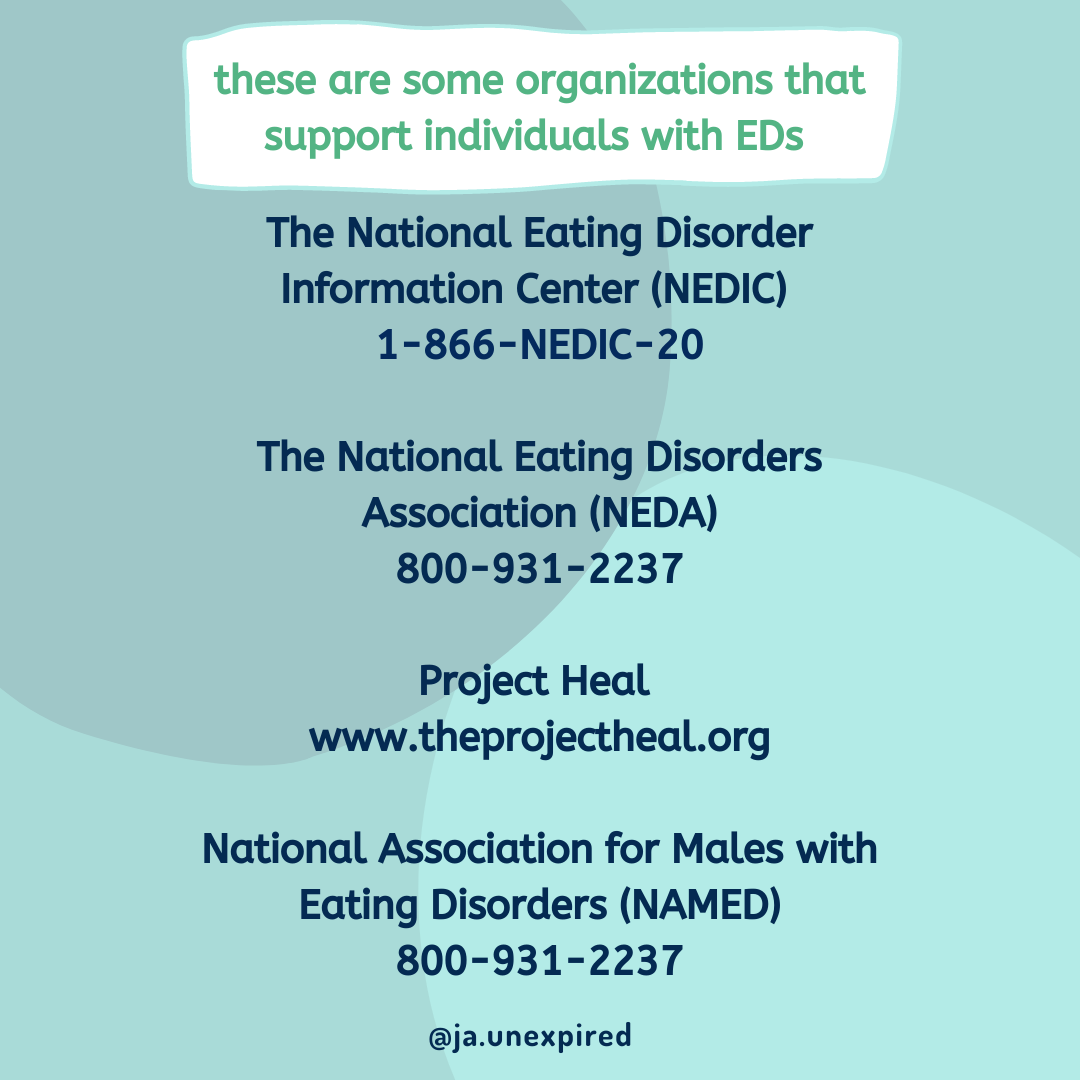 these are some organizations that
support individuals with EDs
The National Eating Disorder
Information Center (NEDIC)
1-866-NEDIC-20
The National Eating Disorders
Association (NEDA)
800-931-2237
Project Heal
www.theprojectheal.org
National Association for Males with
Eating Disorders (NAMED)
800-931-2237
@ja.unexpired